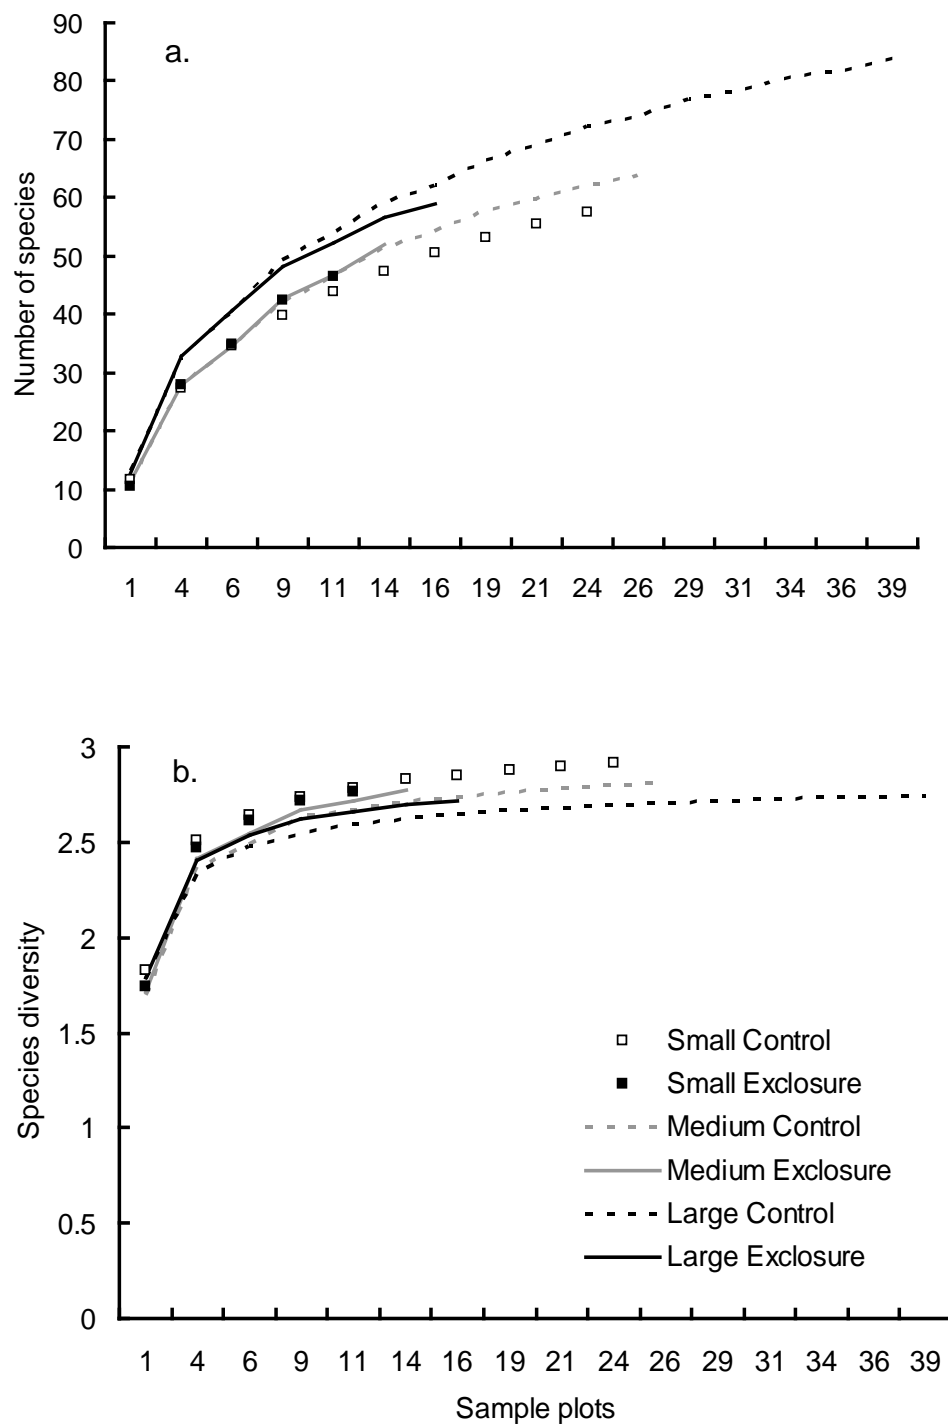 a.
Number of species
90
80
70
60
50
40
30
20
10
0
1 4 6 9 11 14 16 19 21 24 26 29 31 34 36 39
b.
Species diversity
3
2.5
2
1.5
1
0.5
0
Small Control
Small Exclosure
Medium Control
Medium Exclosure
Large Control
Large Exclosure
1 4 6 9 11 14 16 19 21 24 26 29 31 34 36 39
Sample plots